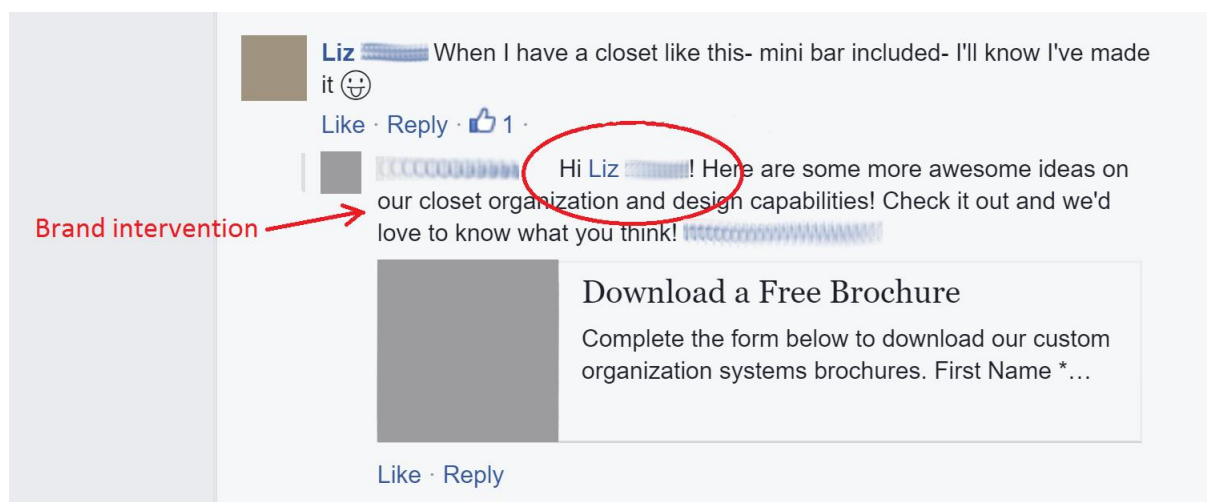 Liz When I have a closet like this- mini bar included- I'll know I've made
it 😛
Like · Reply · 1 ·
Hi Liz ! Here are some more awesome ideas on
our closet organization and design capabilities! Check it out and we'd
love to know what you think!
Brand intervention
Download a Free Brochure
Complete the form below to download our custom
organization systems brochures. First Name *…
Like · Reply